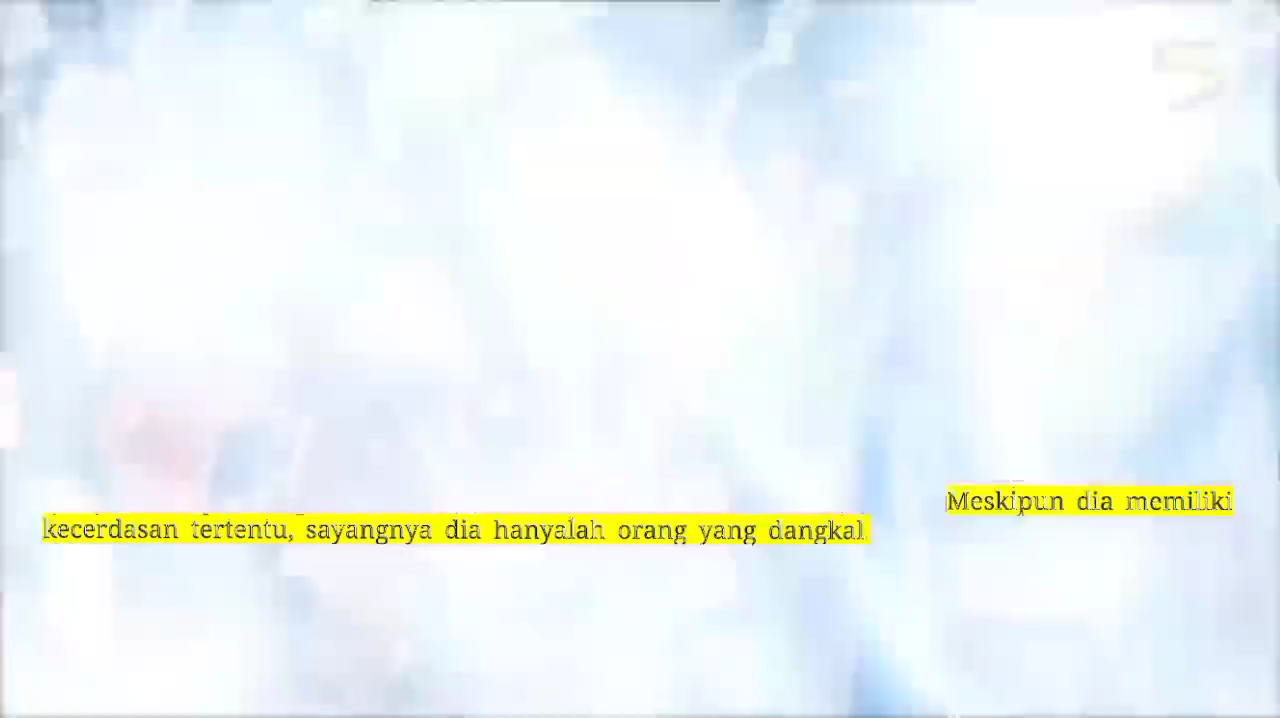 Meskipun dia memiliki
kecerdasan tertentu, sayangnya dia hanyalah orang yang dangkal